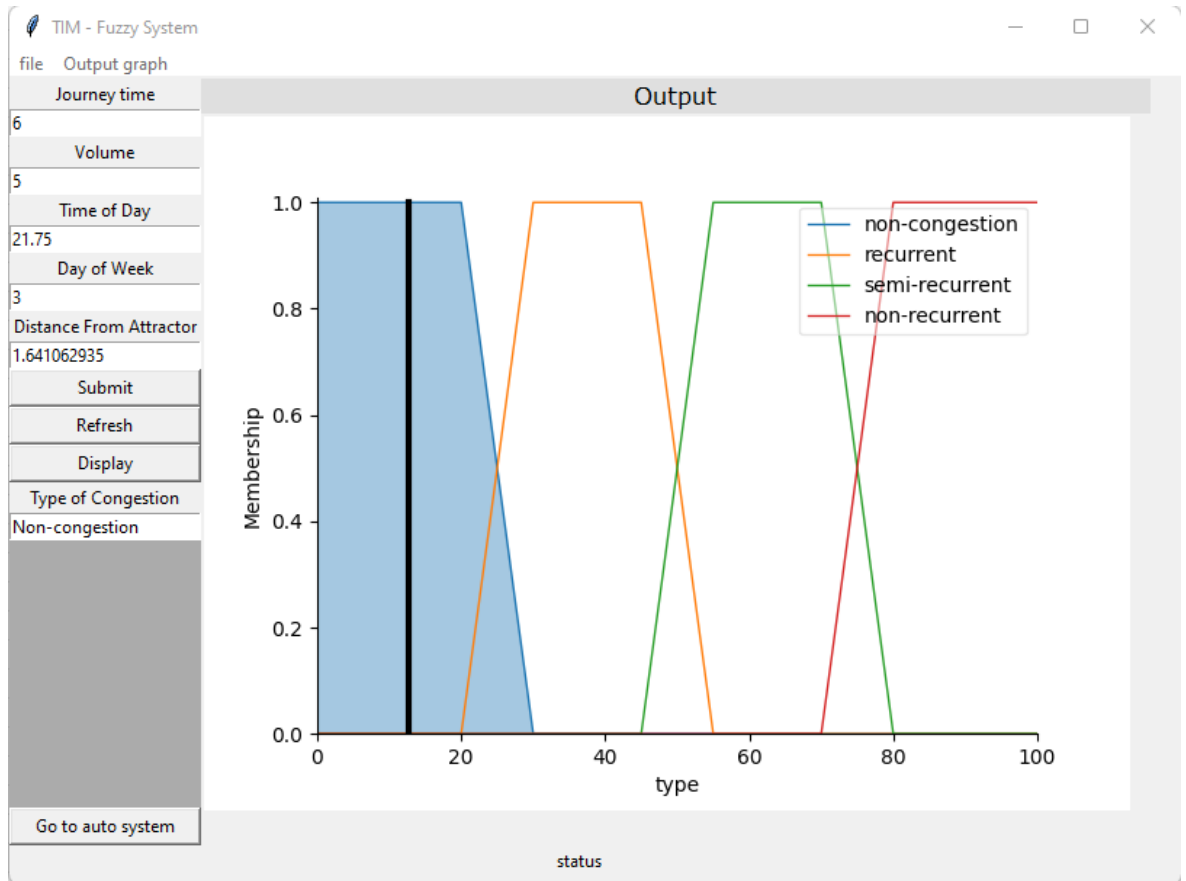 TIM - Fuzzy System
file Output graph
Journey time
6
Volume
5
Time of Day
21.75
Day of Week
3
Distance From Attractor
1.641062935
Submit
Refresh
Display
Type of Congestion
Non-congestion
Go to auto system
Output
1.0
0.8
0.6
0.4
0.2
0.0
Membership
non-congestion
recurrent
semi-recurrent
non-recurrent
0 20 40 60 80 100
type
status